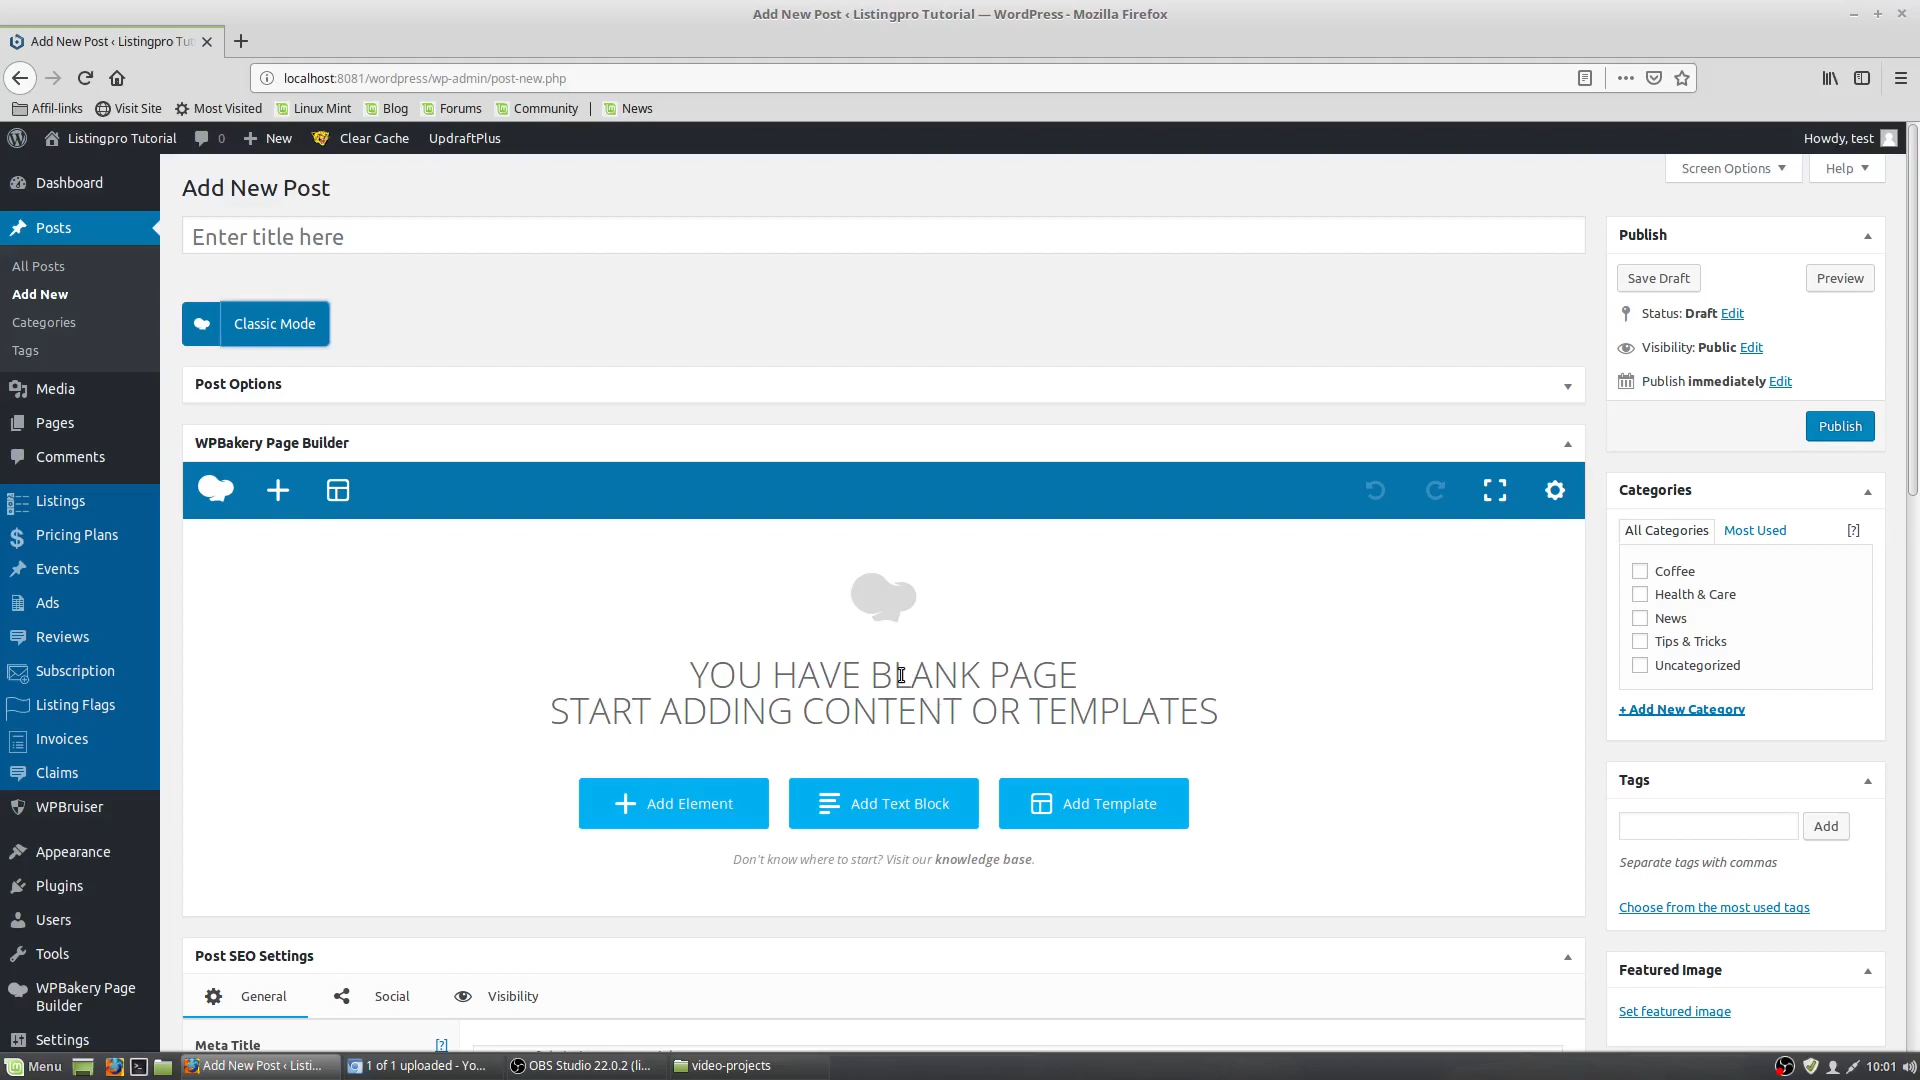 Add New Post ‹ Listingpro Tutorial — WordPress - Mozilla Firefox
Add New Post ‹ Listingpro Tut
localhost:8081/wordpress/wp-admin/post-new.php
Affil-links Visit Site Most Visited Linux Mint Blog Forums Community | News
Listingpro Tutorial 0 New Clear Cache UpdraftPlus Howdy, test
Screen Options Help
Dashboard
Posts
All Posts
Add New
Categories
Tags
Media
Pages
Comments
Listings
Pricing Plans
Events
Ads
Reviews
Subscription
Listing Flags
Invoices
Claims
WPBruiser
Appearance
Plugins
Users
Tools
WPBakery Page
Builder
Settings
Add New Post
Enter title here
Classic Mode
Post Options
WPBakery Page Builder
YOU HAVE BLANK PAGE
START ADDING CONTENT OR TEMPLATES
Add Element Add Text Block Add Template
Don't know where to start? Visit our knowledge base.
Post SEO Settings
General Social Visibility
Meta Title [?]
Publish
Save Draft Preview
Status: Draft Edit
Visibility: Public Edit
Publish immediately Edit
Publish
Categories
All Categories Most Used [?]
Coffee
Health & Care
News
Tips & Tricks
Uncategorized
+ Add New Category
Tags
Add
Separate tags with commas
Choose from the most used tags
Featured Image
Set featured image
Menu Add New Post ‹ Listi... 1 of 1 uploaded - Yo... OBS Studio 22.0.2 (li... video-projects 10:01